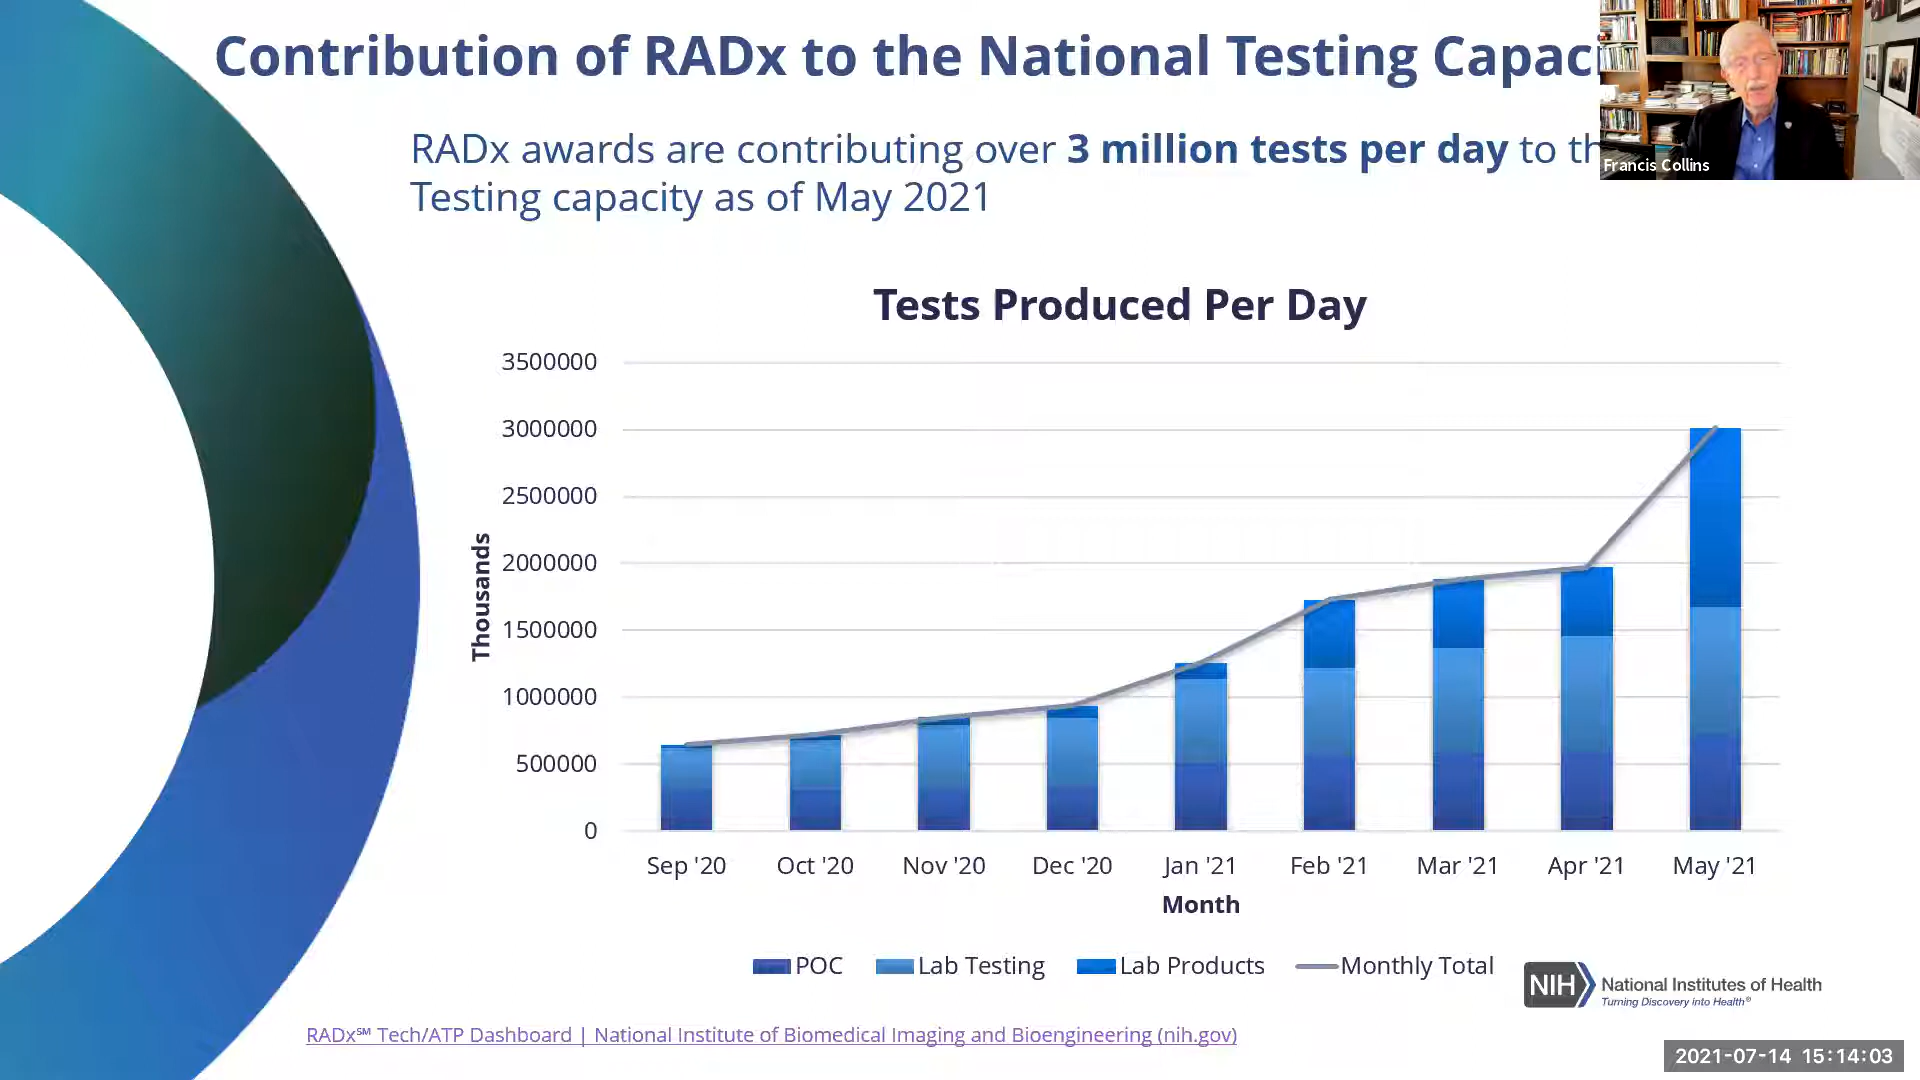 Contribution of RADx to the National Testing Capac
RADx awards are contributing over 3 million tests per day to th
Testing capacity as of May 2021
Francis Collins
Tests Produced Per Day
3500000
3000000
2500000
2000000
1500000
1000000
500000
0
Thousands
Sep '20 Oct '20 Nov '20 Dec '20 Jan '21 Feb '21 Mar '21 Apr '21 May '21
Month
POC Lab Testing Lab Products Monthly Total
NIH National Institutes of Health
Turning Discovery Into Health®
RADx℠ Tech/ATP Dashboard | National Institute of Biomedical Imaging and Bioengineering (nih.gov)
2021-07-14 15:14:03